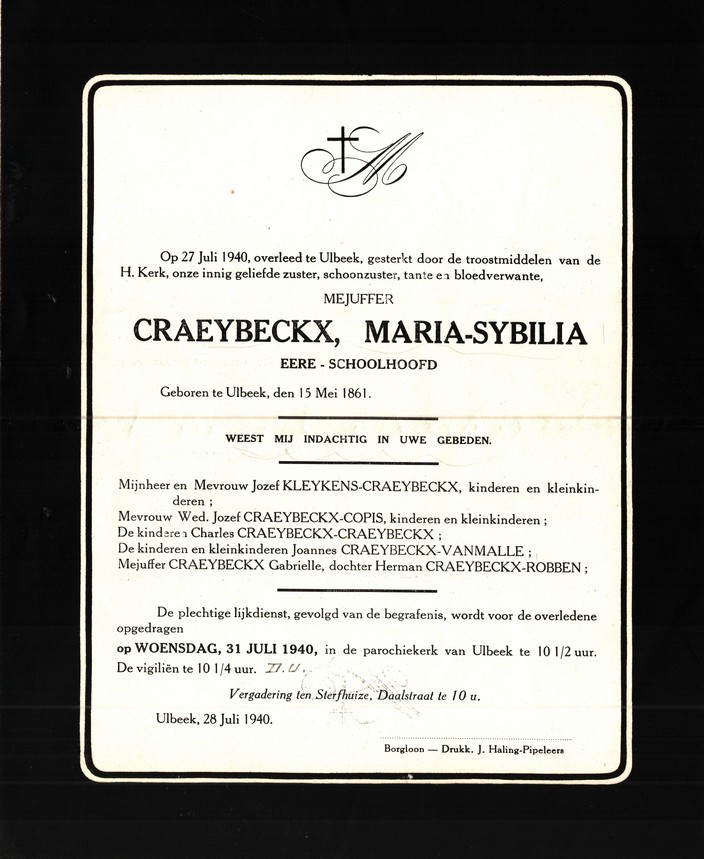 M
Op 27 Juli 1940, overleed te Ulbeek, gesterkt door de troostmiddelen van de
H. Kerk, onze innig geliefde zuster, schoonzuster, tante en bloedverwante,
MEJUFFER
CRAEYBECKX, MARIA-SYBILIA
EERE - SCHOOLHOOFD
Geboren te Ulbeek, den 15 Mei 1861.
WEEST MIJ INDACHTIG IN UWE GEBEDEN.
Mijnheer en Mevrouw Jozef KLEYKENS-CRAEYBECKX, kinderen en kleinkin-
deren ;
Mevrouw Wed. Jozef CRAEYBECKX-COPIS, kinderen en kleinkinderen ;
De kinderen Charles CRAEYBECKX-CRAEYBECKX ;
De kinderen en kleinkinderen Joannes CRAEYBECKX-VANMALLE ;
Mejuffer CRAEYBECKX Gabrielle, dochter Herman CRAEYBECKX-ROBBEN ;
De plechtige lijkdienst, gevolgd van de begrafenis, wordt voor de overledene
opgedragen
op WOENSDAG, 31 JULI 1940, in de parochiekerk van Ulbeek te 10 1/2 uur.
De vigiliën te 10 1/4 uur.
Vergadering ten Sterfhuize, Daalstraat te 10 u.
Ulbeek, 28 Juli 1940.
Borgloon — Drukk. J. Haling-Pipeleers